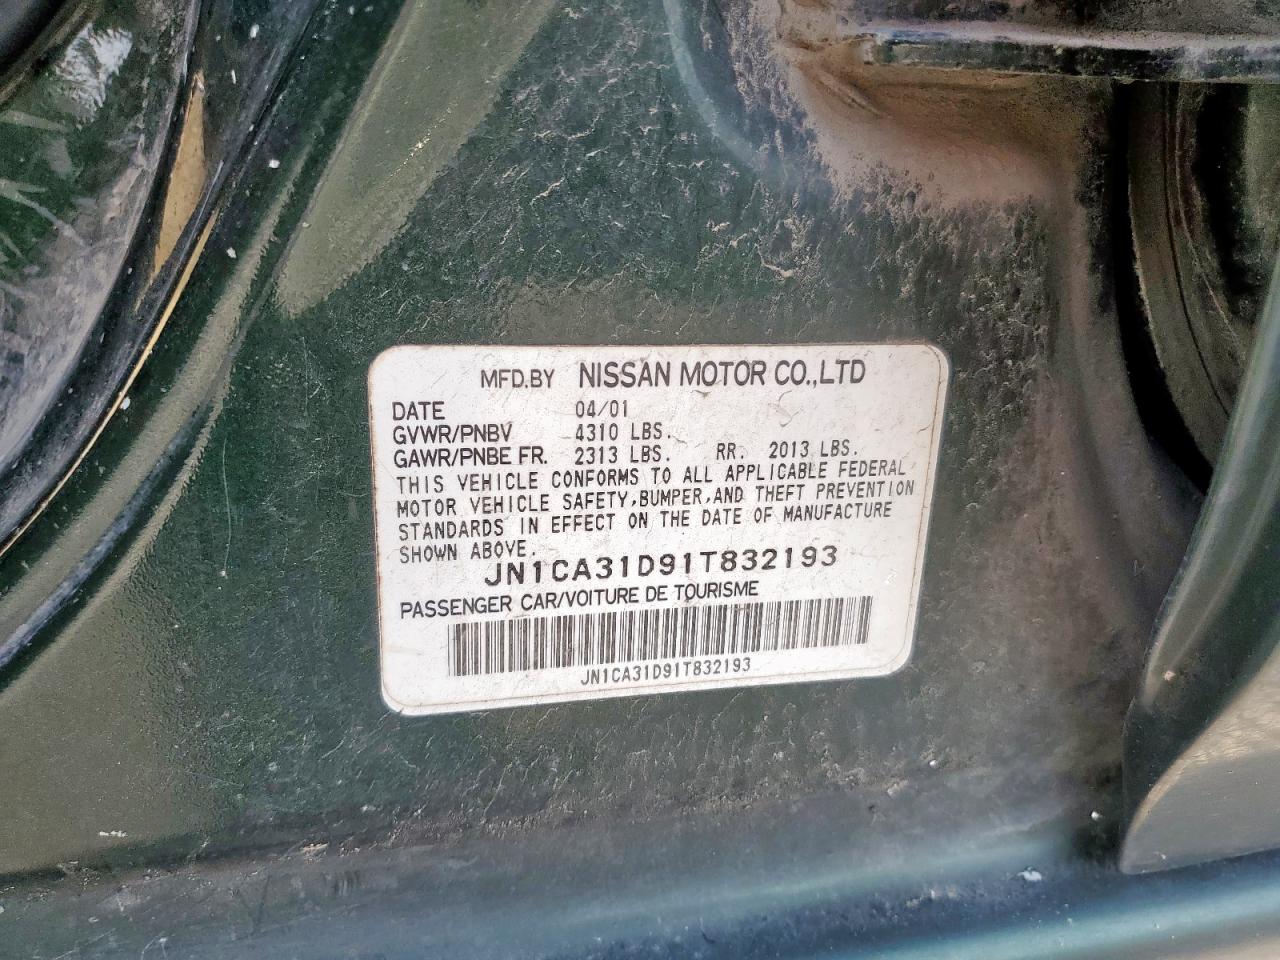 MFD.BY NISSAN MOTOR CO.,LTD
DATE 04/01
GVWR/PNBV 4310 LBS.
GAWR/PNBE FR. 2313 LBS. RR. 2013 LBS.
THIS VEHICLE CONFORMS TO ALL APPLICABLE FEDERAL
MOTOR VEHICLE SAFETY,BUMPER,AND THEFT PREVENTION
STANDARDS IN EFFECT ON THE DATE OF MANUFACTURE
SHOWN ABOVE.
JN1CA31D91T832193
PASSENGER CAR/VOITURE DE TOURISME
JN1CA31D91T832193